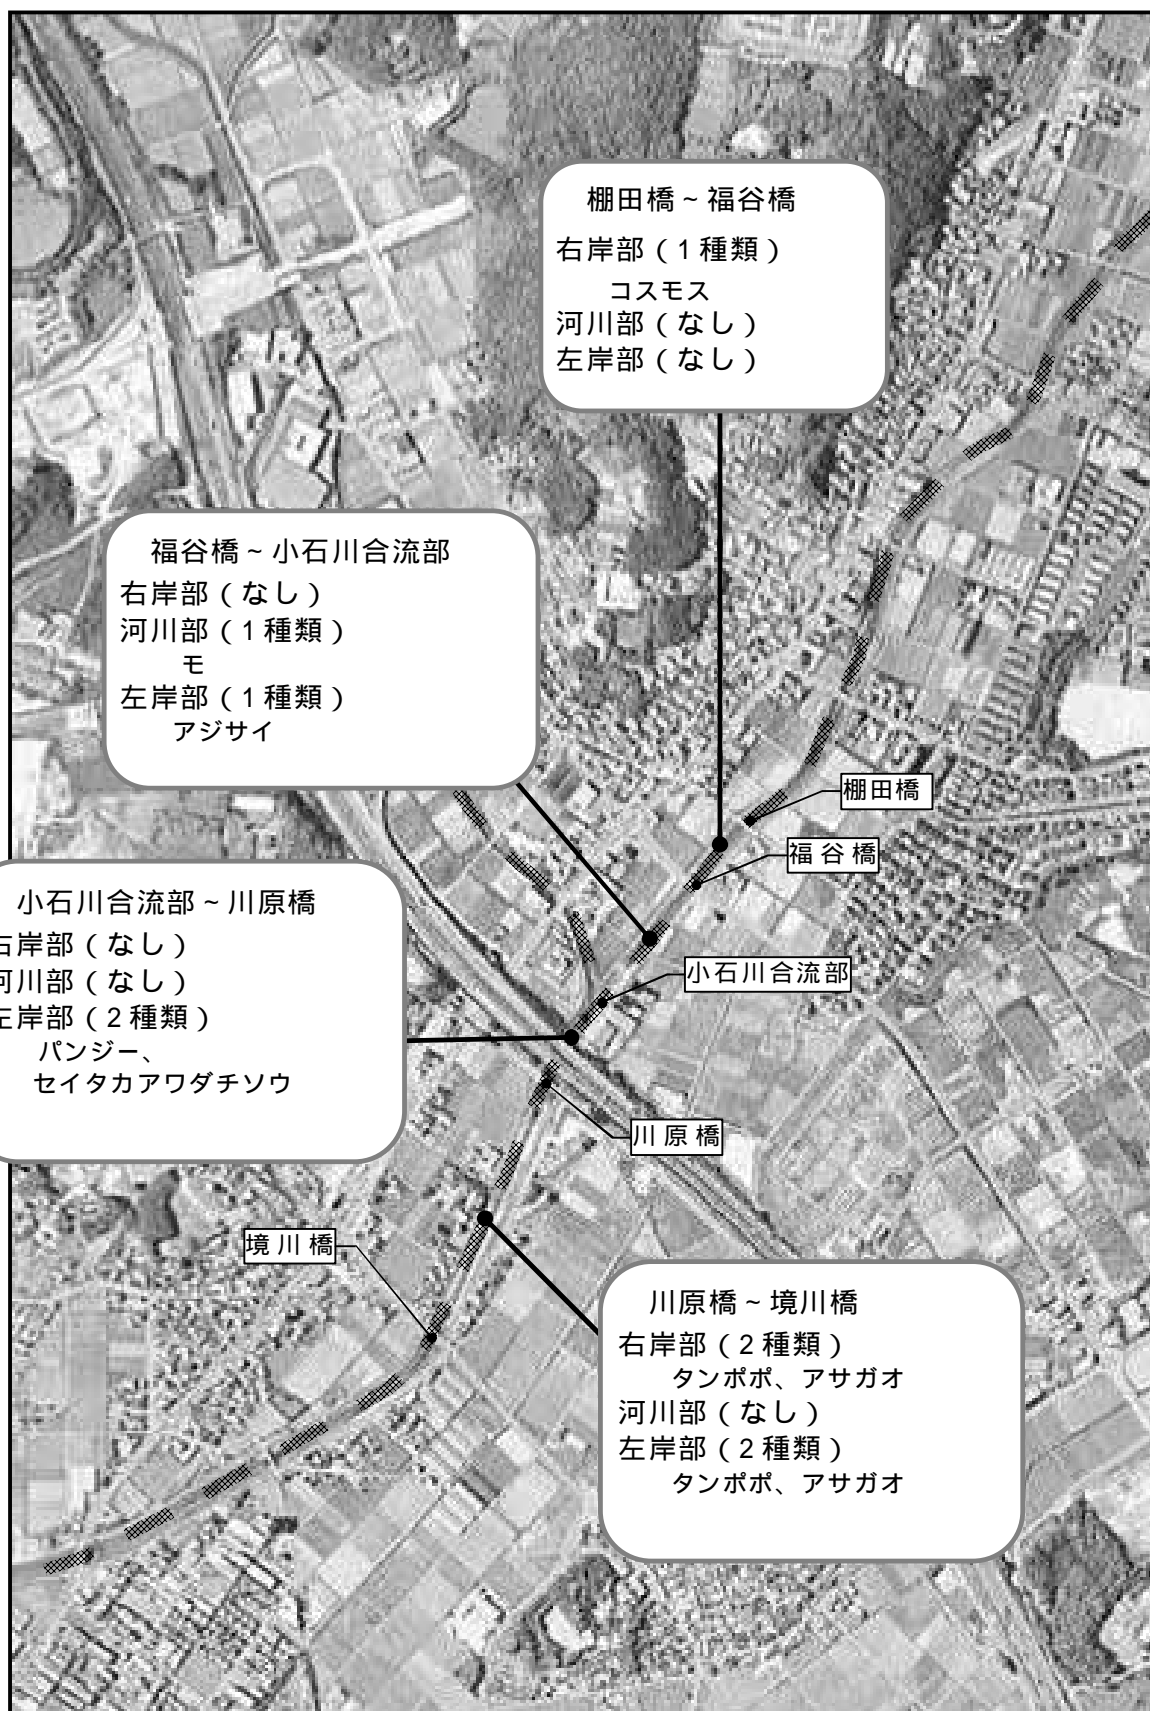 棚田橋～福谷橋
右岸部（1種類）
コスモス
河川部（なし）
左岸部（なし）
福谷橋～小石川合流部
右岸部（なし）
河川部（1種類）
モ
左岸部（1種類）
アジサイ
棚田橋
福谷橋
小石川合流部～川原橋
右岸部（なし）
河川部（なし）
左岸部（2種類）
パンジー、
セイタカアワダチソウ
小石川合流部
川原橋
境川橋
川原橋～境川橋
右岸部（2種類）
タンポポ、アサガオ
河川部（なし）
左岸部（2種類）
タンポポ、アサガオ